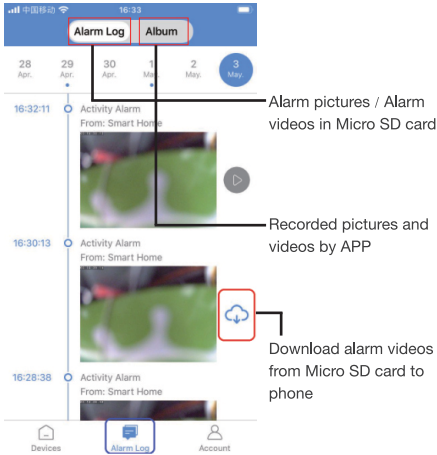 中国移动 16:33
Alarm Log Album
28 29 30 1 2 3
Apr. Apr. Apr. May. May. May.
Alarm pictures / Alarm
videos in Micro SD card
16:32:11 Activity Alarm
From: Smart Home
Recorded pictures and
videos by APP
16:30:13 Activity Alarm
From: Smart Home
Download alarm videos
from Micro SD card to
phone
16:28:38 Activity Alarm
From: Smart Home
Devices Alarm Log Account